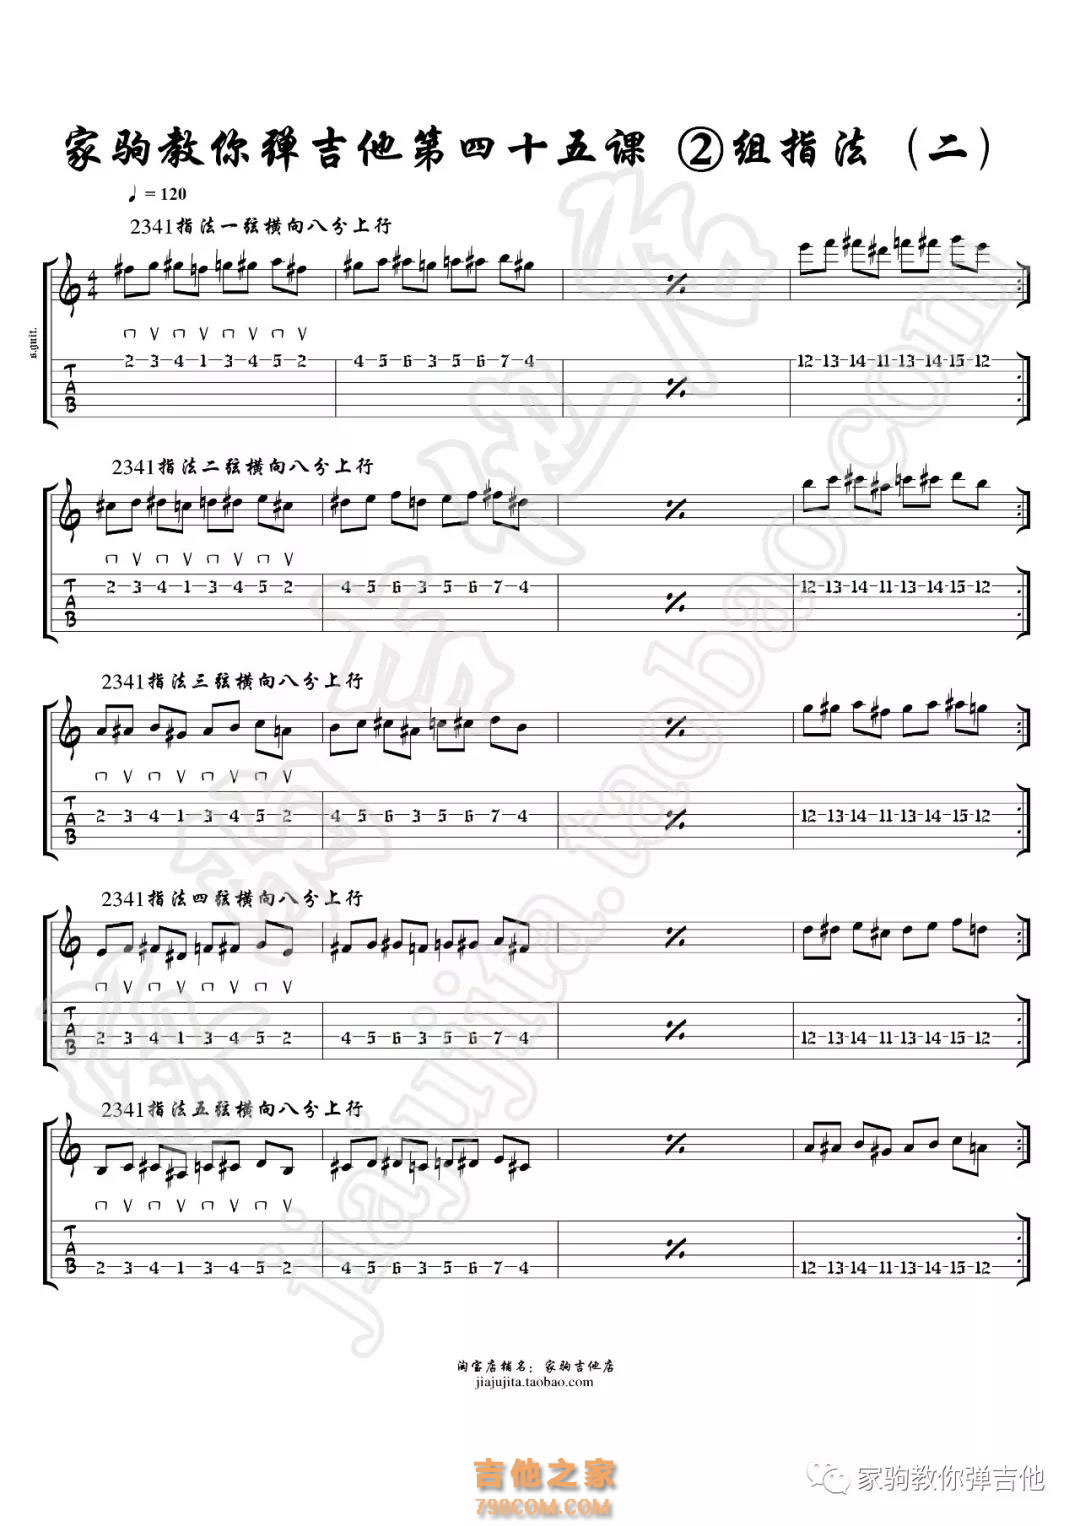 家驹教你弹吉他第四十五课 ②组指法（二）
♩= 120
2341指法一弦横向八分上行
4 4
s.guit.
TAB 2 3 4 1 3 4 5 2 4 5 6 3 5 6 7 4 12 13 14 11 13 14 15 12
2341指法二弦横向八分上行
TAB 2 3 4 1 3 4 5 2 4 5 6 3 5 6 7 4 12 13 14 11 13 14 15 12
2341指法三弦横向八分上行
TAB 2 3 4 1 3 4 5 2 4 5 6 3 5 6 7 4 12 13 14 11 13 14 15 12
2341指法四弦横向八分上行
TAB 2 3 4 1 3 4 5 2 4 5 6 3 5 6 7 4 12 13 14 11 13 14 15 12
2341指法五弦横向八分上行
TAB 2 3 4 1 3 4 5 2 4 5 6 3 5 6 7 4 12 13 14 11 13 14 15 12
jiajujita.taobao.com
淘宝店铺名：家驹吉他店
jiajujita.taobao.com
吉他之家
798COM.COM
家驹教你弹吉他